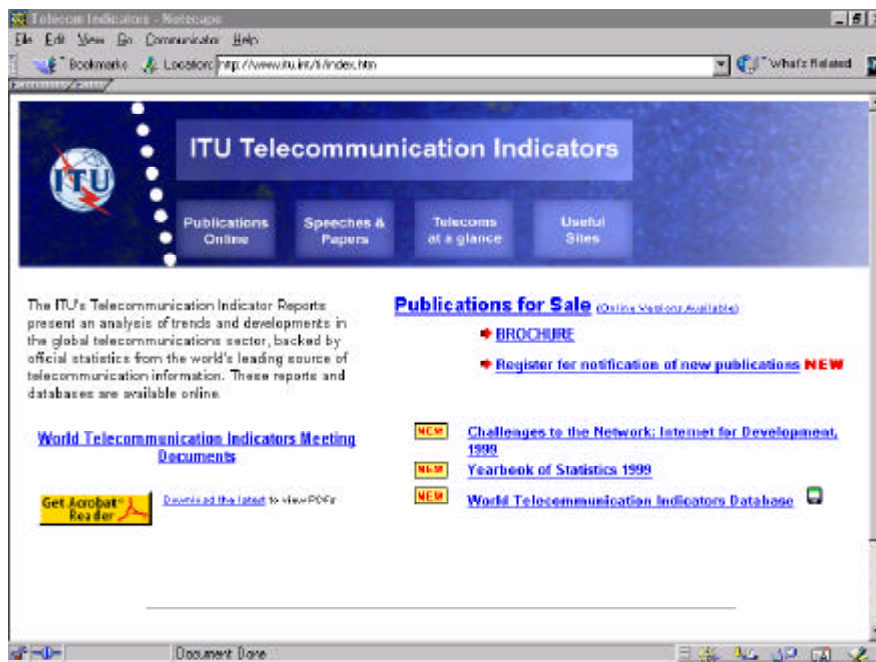 Telecom Indicators - Netscape
File Edit View Go Communicator Help
Bookmarks Location: http://www.itu.int/ti/index.htm What's Related
ITU
ITU Telecommunication Indicators
Publications Online
Speeches & Papers
Telecoms at a glance
Useful Sites
The ITU's Telecommunication Indicator Reports
present an analysis of trends and developments in
the global telecommunications sector, backed by
official statistics from the world's leading source of
telecommunication information. These reports and
databases are available online.
World Telecommunication Indicators Meeting
Documents
Get Acrobat
Reader
Download the latest to view PDFs
Publications for Sale (Online Versions Available)
BROCHURE
Register for notification of new publications NEW
NEW Challenges to the Network: Internet for Development,
1999
NEW Yearbook of Statistics 1999
NEW World Telecommunication Indicators Database
Document Done